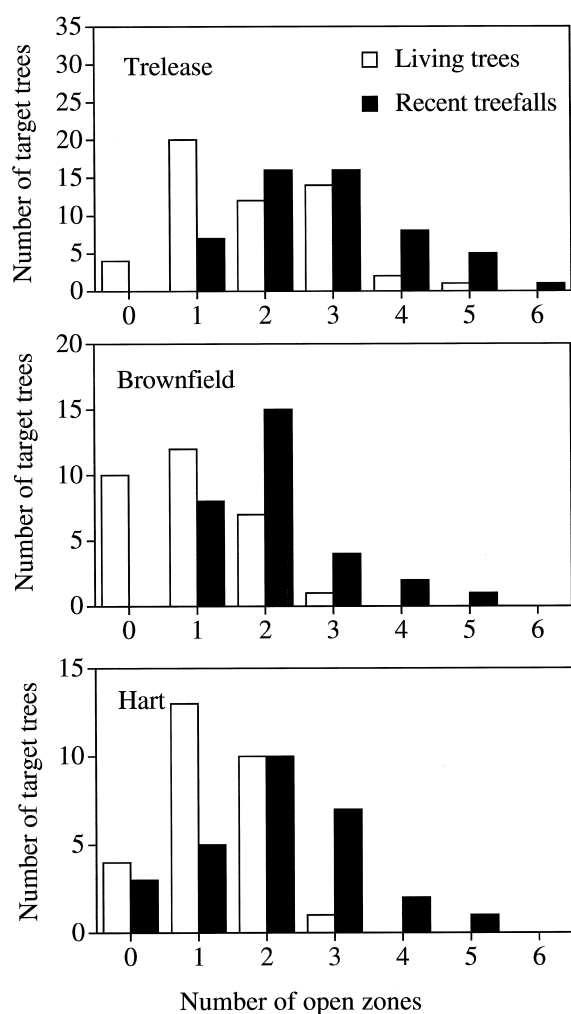 Trelease
Living trees
Recent treefalls
Number of target trees
35
30
25
20
15
10
5
0
0 1 2 3 4 5 6
Brownfield
Number of target trees
20
15
10
5
0
0 1 2 3 4 5 6
Hart
Number of target trees
15
10
5
0
0 1 2 3 4 5 6
Number of open zones